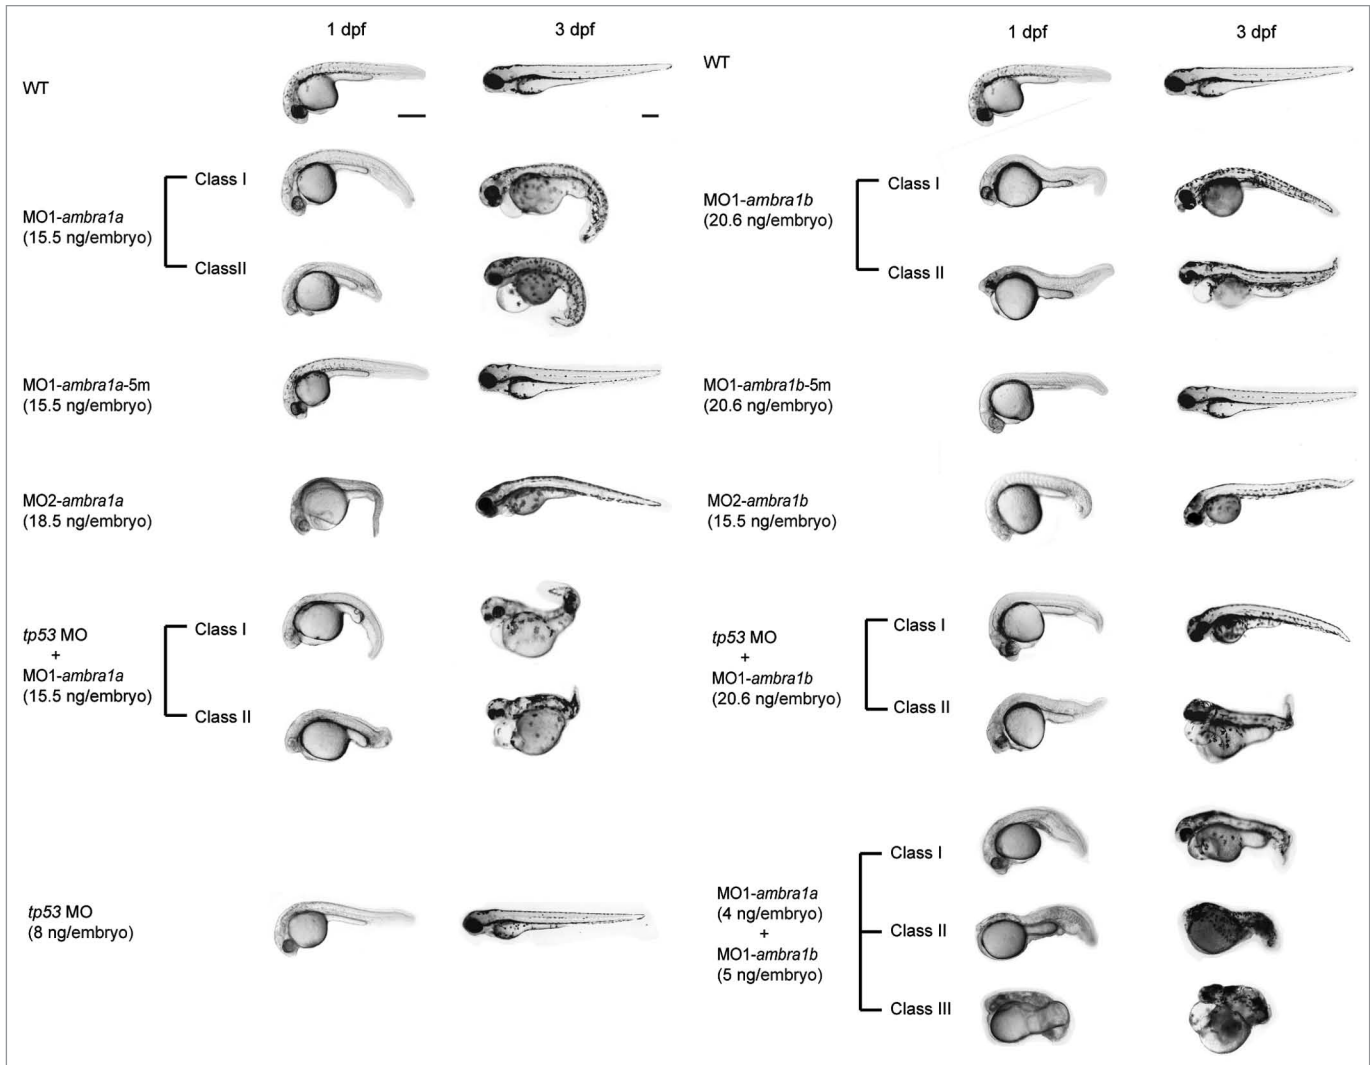 1 dpf
3 dpf
WT
Class I
MO1-ambra1a
(15.5 ng/embryo)
ClassII
MO1-ambra1a-5m
(15.5 ng/embryo)
MO2-ambra1a
(18.5 ng/embryo)
Class I
tp53 MO
+
MO1-ambra1a
(15.5 ng/embryo)
Class II
tp53 MO
(8 ng/embryo)
1 dpf
3 dpf
WT
Class I
MO1-ambra1b
(20.6 ng/embryo)
Class II
MO1-ambra1b-5m
(20.6 ng/embryo)
MO2-ambra1b
(15.5 ng/embryo)
Class I
tp53 MO
+
MO1-ambra1b
(20.6 ng/embryo)
Class II
Class I
MO1-ambra1a
(4 ng/embryo)
+
MO1-ambra1b
(5 ng/embryo)
Class II
Class III